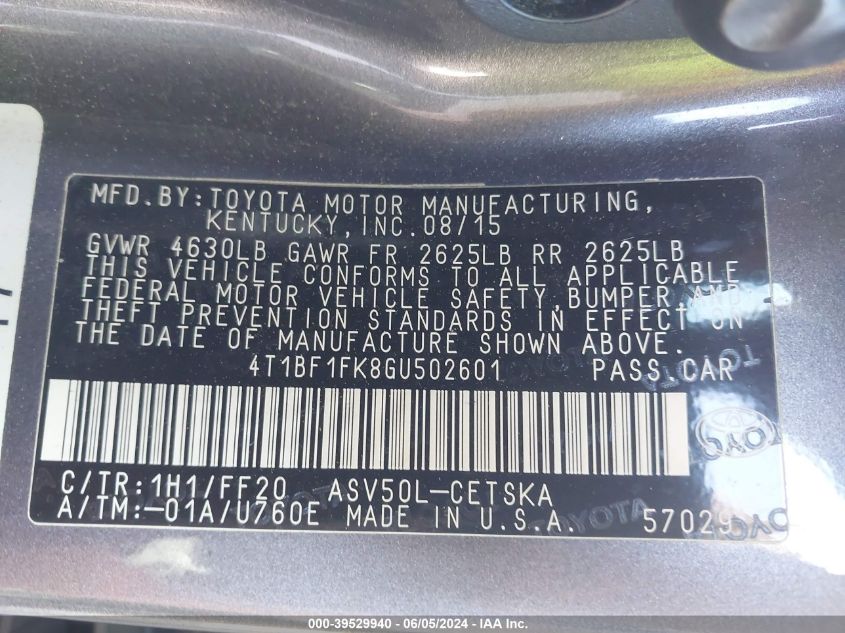 MFD.BY:TOYOTA MOTOR MANUFACTURING,
KENTUCKY,INC.08/15
GVWR 4630LB GAWR FR 2625LB RR 2625LB
THIS VEHICLE CONFORMS TO ALL APPLICABLE
FEDERAL MOTOR VEHICLE SAFETY,BUMPER,AND
THEFT PREVENTION STANDARDS IN EFFECT ON
THE DATE OF MANUFACTURE SHOWN ABOVE.
4T1BF1FK8GU502601 PASS.CAR
C/TR:1H1/FF20 ASV50L-CETSKA
A/TM:-01A/U760E MADE IN U.S.A. 57029
TOYOTA
000-39529940 - 06/05/2024 - IAA Inc.